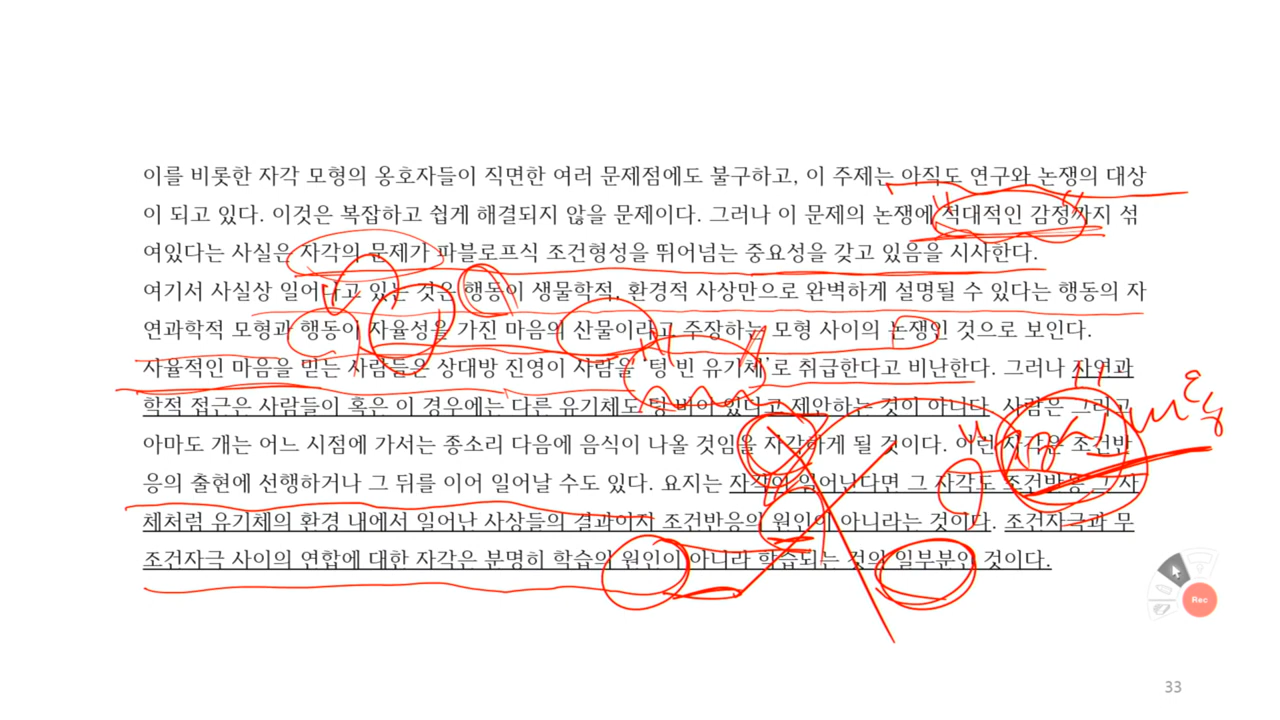 이를 비롯한 자각 모형의 옹호자들이 직면한 여러 문제점에도 불구하고, 이 주제는 아직도 연구와 논쟁의 대상
이 되고 있다. 이것은 복잡하고 쉽게 해결되지 않을 문제이다. 그러나 이 문제의 논쟁에 적대적인 감정까지 섞
여있다는 사실은 자각의 문제가 파블로프식 조건형성을 뛰어넘는 중요성을 갖고 있음을 시사한다.
여기서 사실상 일어나고 있는 것은 행동이 생물학적, 환경적 사상만으로 완벽하게 설명될 수 있다는 행동의 자
연과학적 모형과 행동이 자율성을 가진 마음의 산물이라고 주장하는 모형 사이의 논쟁인 것으로 보인다.
자율적인 마음을 믿는 사람들은 상대방 진영이 사람을 '텅 빈 유기체'로 취급한다고 비난한다. 그러나 자연과
학적 접근은 사람들이 혹은 이 경우에는 다른 유기체도 텅 비어 있다고 제안하는 것이 아니다. 사람은 그리고
아마도 개는 어느 시점에 가서는 종소리 다음에 음식이 나올 것임을 자각하게 될 것이다. 이런 자각은 조건반
응의 출현에 선행하거나 그 뒤를 이어 일어날 수도 있다. 요지는 자각이 일어난다면 그 자각도 조건반응 그 자
체처럼 유기체의 환경 내에서 일어난 사상들의 결과이지 조건반응의 원인이 아니라는 것이다. 조건자극과 무
조건자극 사이의 연합에 대한 자각은 분명히 학습의 원인이 아니라 학습되는 것의 일부분인 것이다.
Rec
33